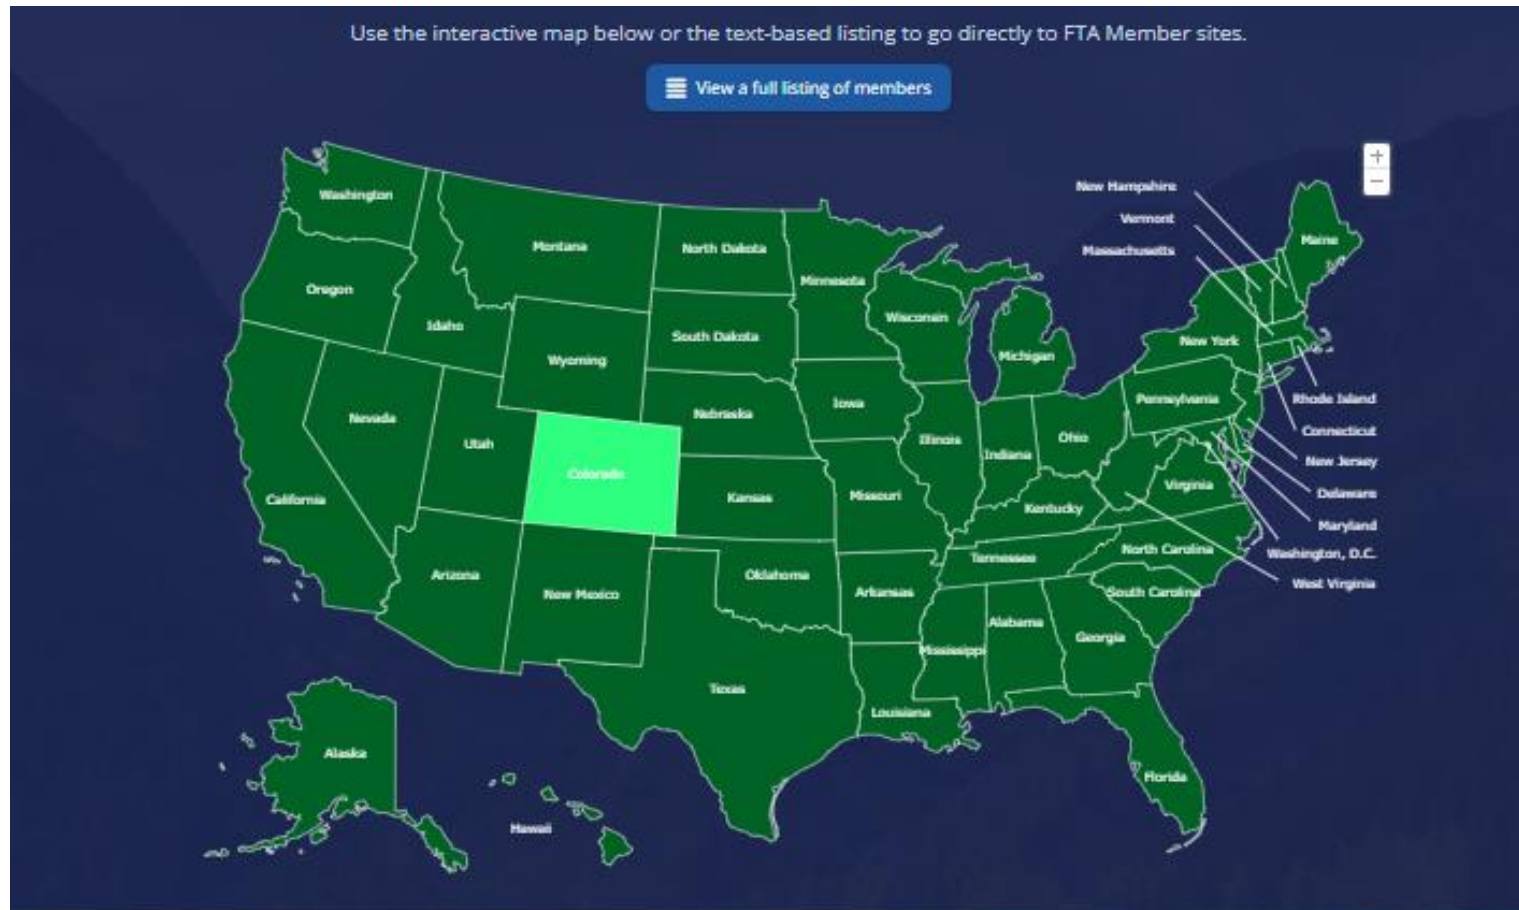 Use the interactive map below or the text-based listing to go directly to FTA Member sites.
View a full listing of members
+
−
New Hampshire
Washington
Vermont
Maine
Montana
North Dakota
Massachusetts
Minnesota
Oregon
Wisconsin
Idaho
South Dakota
New York
Michigan
Wyoming
Rhode Island
Pennsylvania
Iowa
Nebraska
Nevada
Connecticut
Ohio
Illinois
Utah
Indiana
New Jersey
Colorado
Virginia
Delaware
Missouri
Kansas
California
Kentucky
Maryland
North Carolina
Washington, D.C.
Tennessee
Arizona
Oklahoma
West Virginia
Arkansas
South Carolina
New Mexico
Alabama
Georgia
Mississippi
Texas
Louisiana
Alaska
Florida
Hawaii